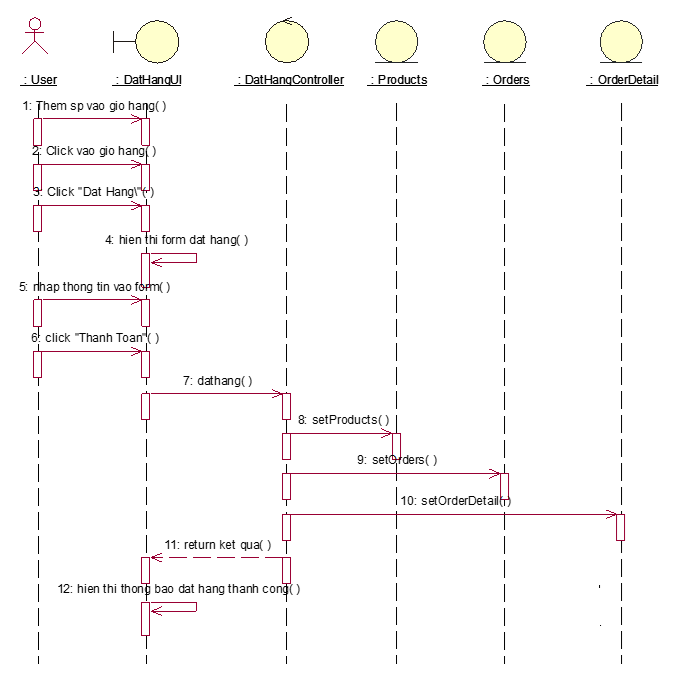 : User
: DatHangUI
: DatHangController
: Products
: Orders
: OrderDetail
1: Them sp vao gio hang( )
2: Click vao gio hang( )
3: Click "Dat Hang\"( )
4: hien thi form dat hang( )
5: nhap thong tin vao form( )
6: click "Thanh Toan"( )
7: dathang( )
8: setProducts( )
9: setOrders( )
10: setOrderDetail( )
11: return ket qua( )
12: hien thi thong bao dat hang thanh cong( )